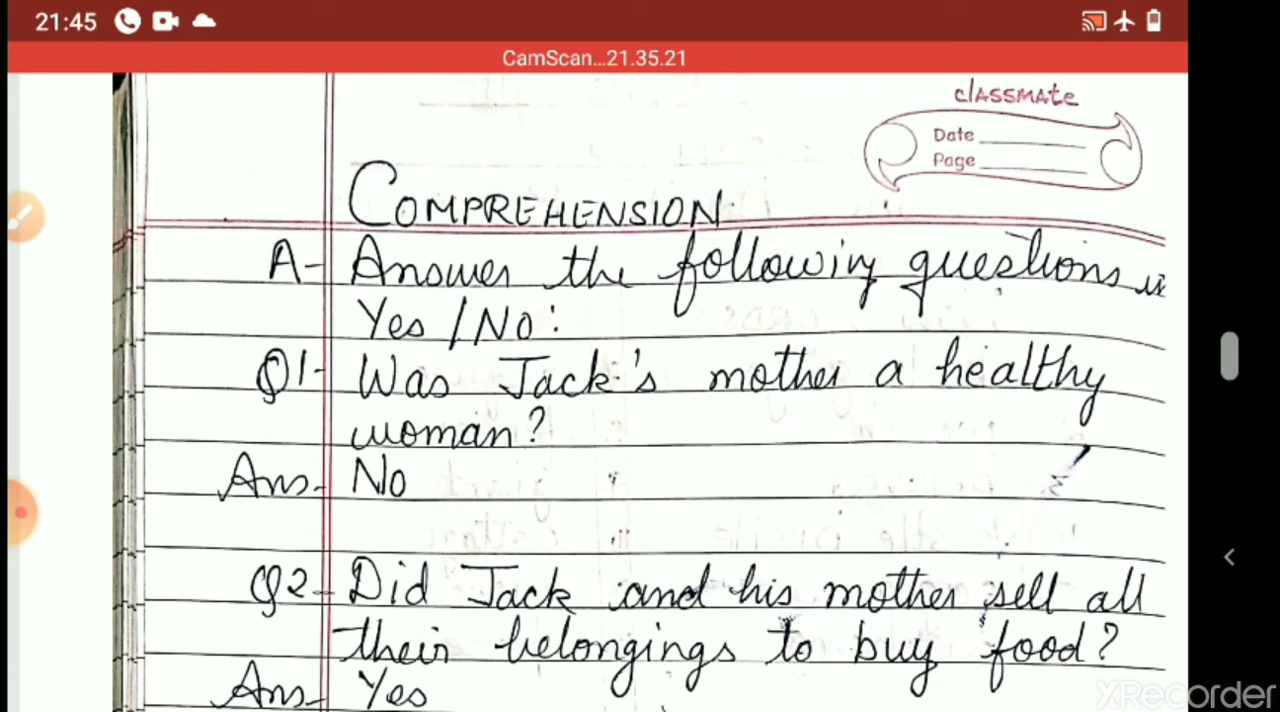 21:45
CamScan...21.35.21
classmate
Date
Page
COMPREHENSION
A- Answer the following questions in
Yes / No :
Q1- Was Jack's mother a healthy
woman ?
Ans- No
Q2- Did Jack and his mother sell all
their belongings to buy food ?
Ans- Yes
XRecorder